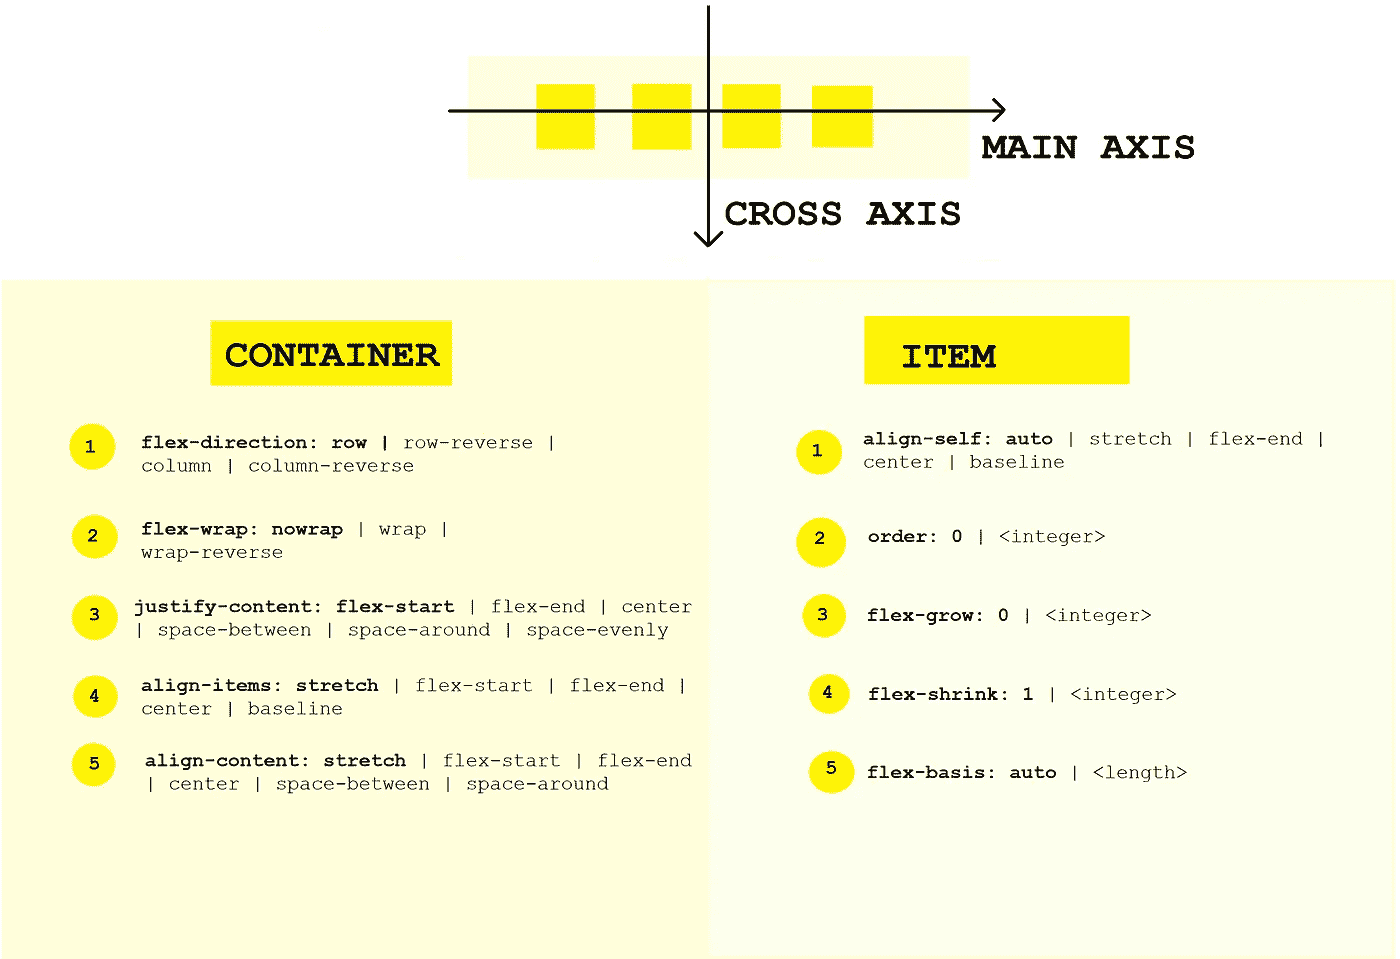 MAIN AXIS
CROSS AXIS
CONTAINER
1
flex-direction: row | row-reverse |
column | column-reverse
2
flex-wrap: nowrap | wrap |
wrap-reverse
3
justify-content: flex-start | flex-end | center
| space-between | space-around | space-evenly
4
align-items: stretch | flex-start | flex-end |
center | baseline
5
align-content: stretch | flex-start | flex-end
| center | space-between | space-around
ITEM
1
align-self: auto | stretch | flex-end |
center | baseline
2
order: 0 | <integer>
3
flex-grow: 0 | <integer>
4
flex-shrink: 1 | <integer>
5
flex-basis: auto | <length>